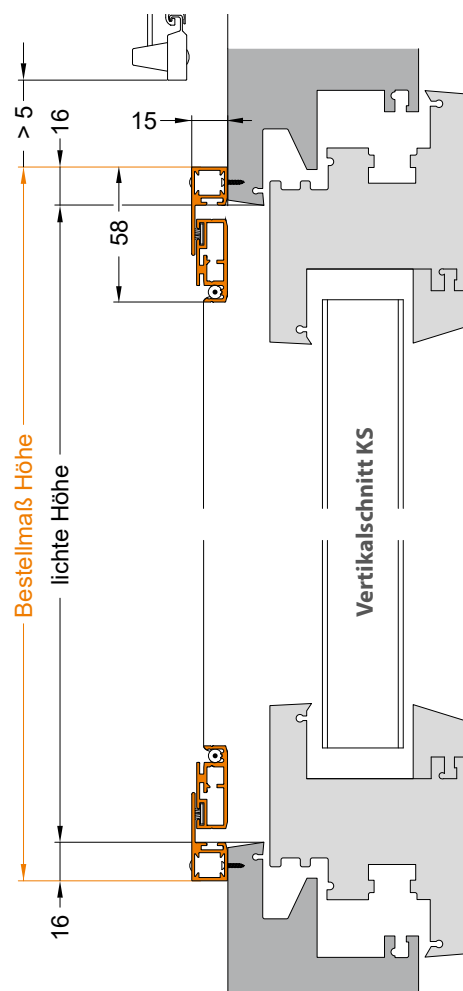 > 5
16
15
58
Bestellmaß Höhe
lichte Höhe
Vertikalschnitt KS
16